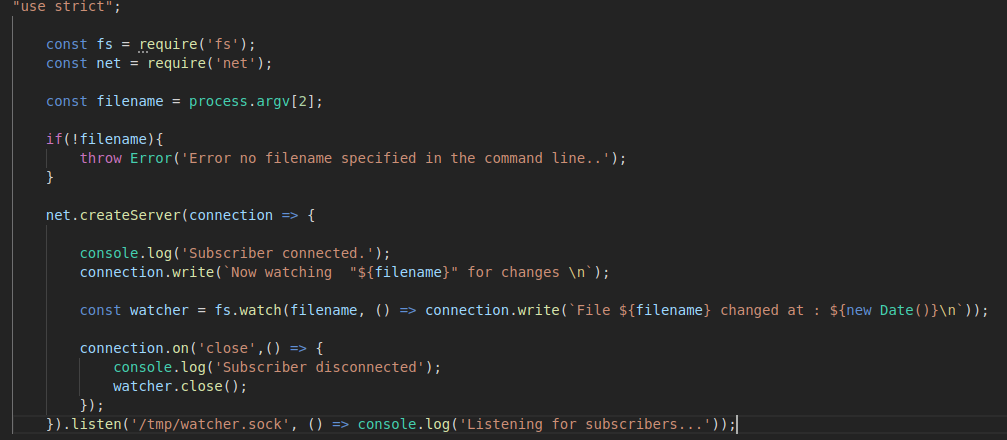 "use strict";
const fs = require('fs');
const net = require('net');
const filename = process.argv[2];
if(!filename){
throw Error('Error no filename specified in the command line..');
}
net.createServer(connection => {
console.log('Subscriber connected.');
connection.write(`Now watching  "${filename}" for changes \n`);
const watcher = fs.watch(filename, () => connection.write(`File ${filename} changed at : ${new Date()}\n`));
connection.on('close',() => {
console.log('Subscriber disconnected');
watcher.close();
});
}).listen('/tmp/watcher.sock', () => console.log('Listening for subscribers...'));